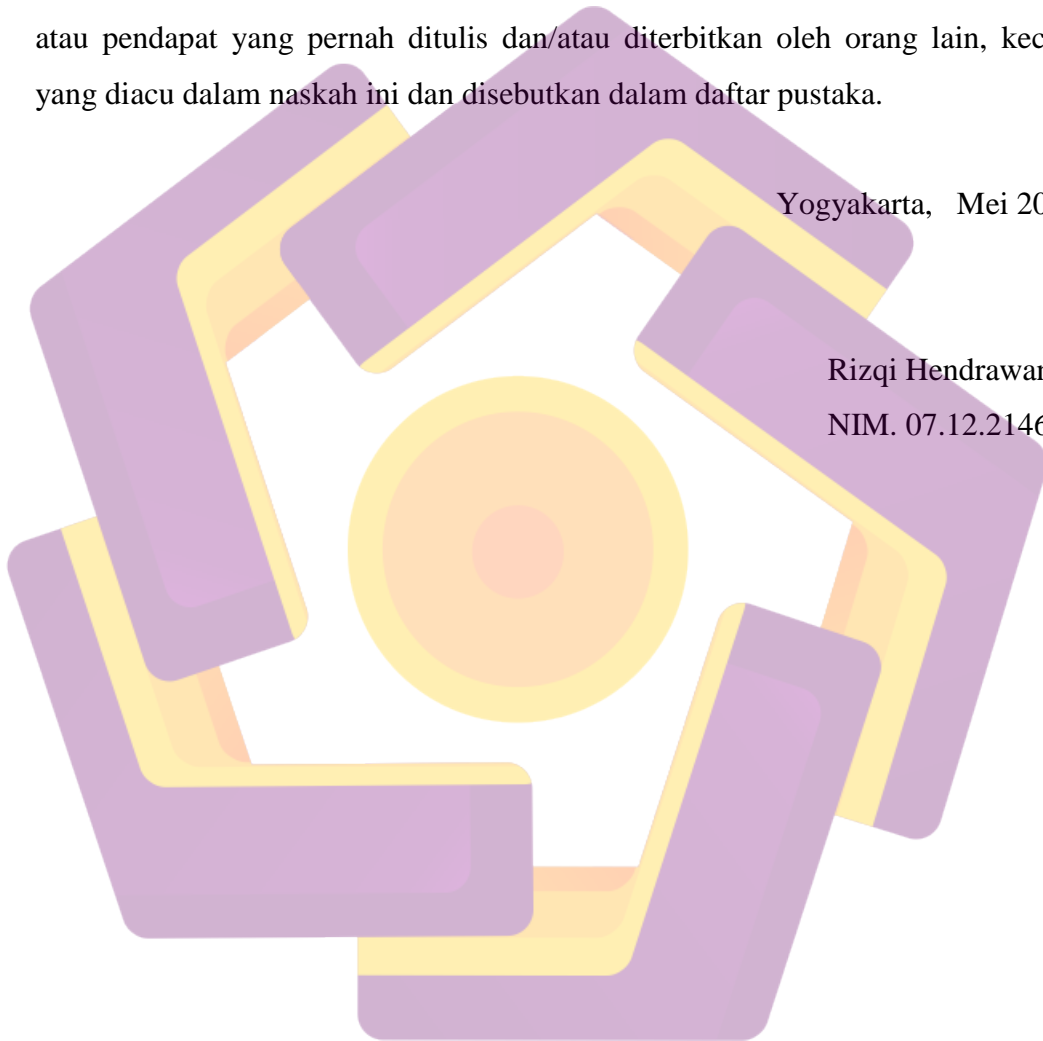 atau pendapat yang pernah ditulis dan/atau diterbitkan oleh orang lain, kec
yang diacu dalam naskah ini dan disebutkan dalam daftar pustaka.
Yogyakarta, Mei 20
Rizqi Hendrawan
NIM. 07.12.2146